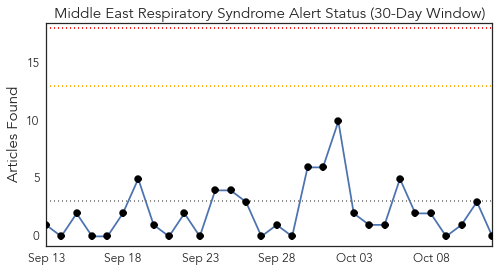 Middle East Respiratory Syndrome Alert Status (30-Day Window)
Articles Found
15
10
5
0
Sep 13 Sep 18 Sep 23 Sep 28 Oct 03 Oct 08